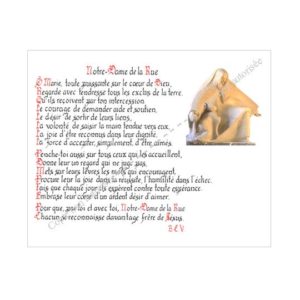 Notre-Dame de la Rue
O Marie, toute puissante sur le cœur de Dieu,
Regarde avec tendresse tous les exclus de la terre.
Qu'ils reçoivent par ton intercession
Le courage de demander aide et soutien,
Le désir de sortir de leurs liens,
La volonté de saisir la main tendue vers eux,
La joie d'être reconnus dans leur dignité,
La force d'accepter, simplement, d'être aimés.
Penche-toi aussi sur tous ceux qui les accueillent,
Donne leur un regard qui ne juge pas,
Mets sur leurs lèvres les mots qui encouragent,
Procure leur la joie dans la réussite, l'humilité dans l'échec.
Fais que chaque jour ils espèrent contre toute espérance
Embrase leur cœur d'un ardent désir d'aimer.
Pour que, par toi et avec toi, Notre-Dame de la Rue
Chacun se reconnaisse davantage frère de Jésus.